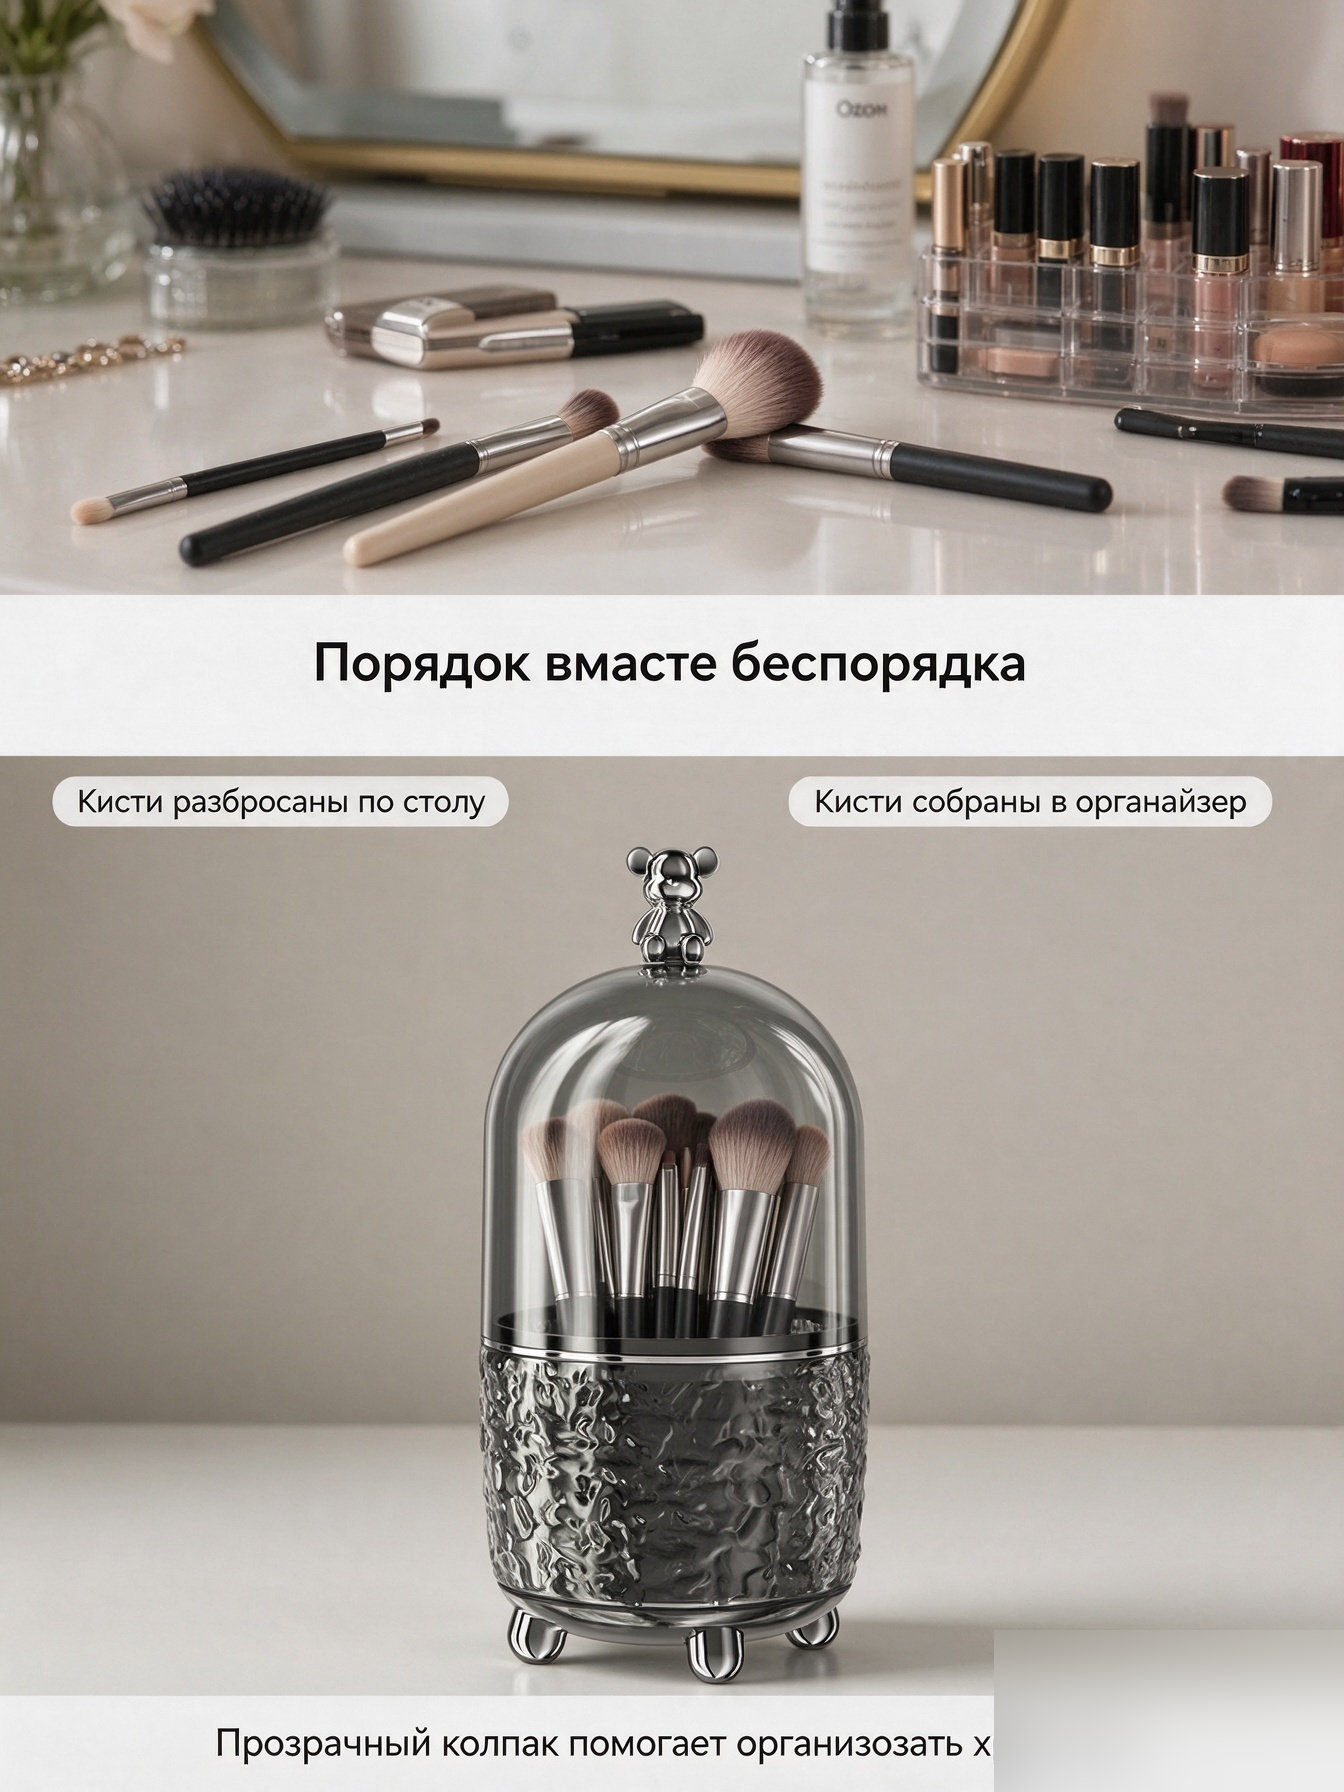 Ozon
Порядок вмасте беспорядка
Кисти разбросаны по столу
Кисти собраны в органайзер
Прозрачный колпак помогает организозать х